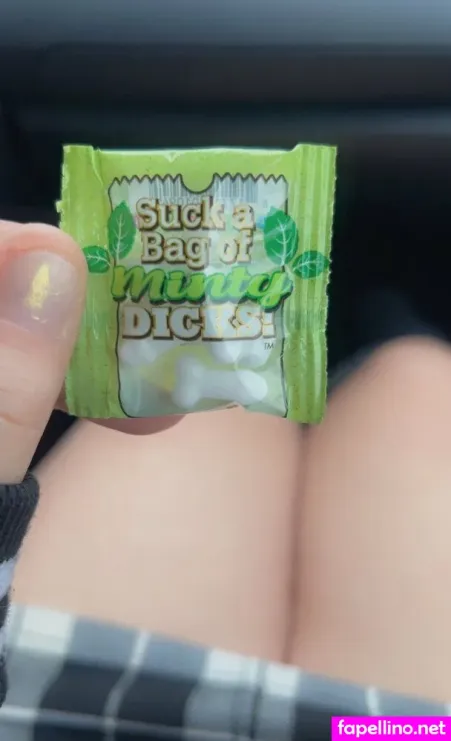 Suck a
Bag of
Minty
DICKS!
TM
fapellino.net